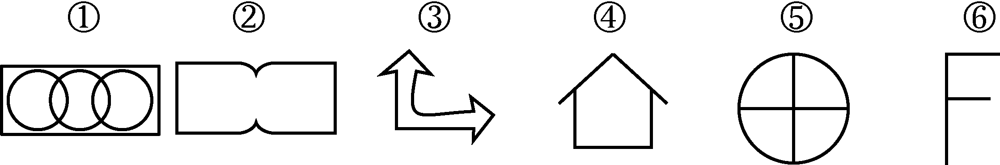 ① ② ③ ④ ⑤ ⑥